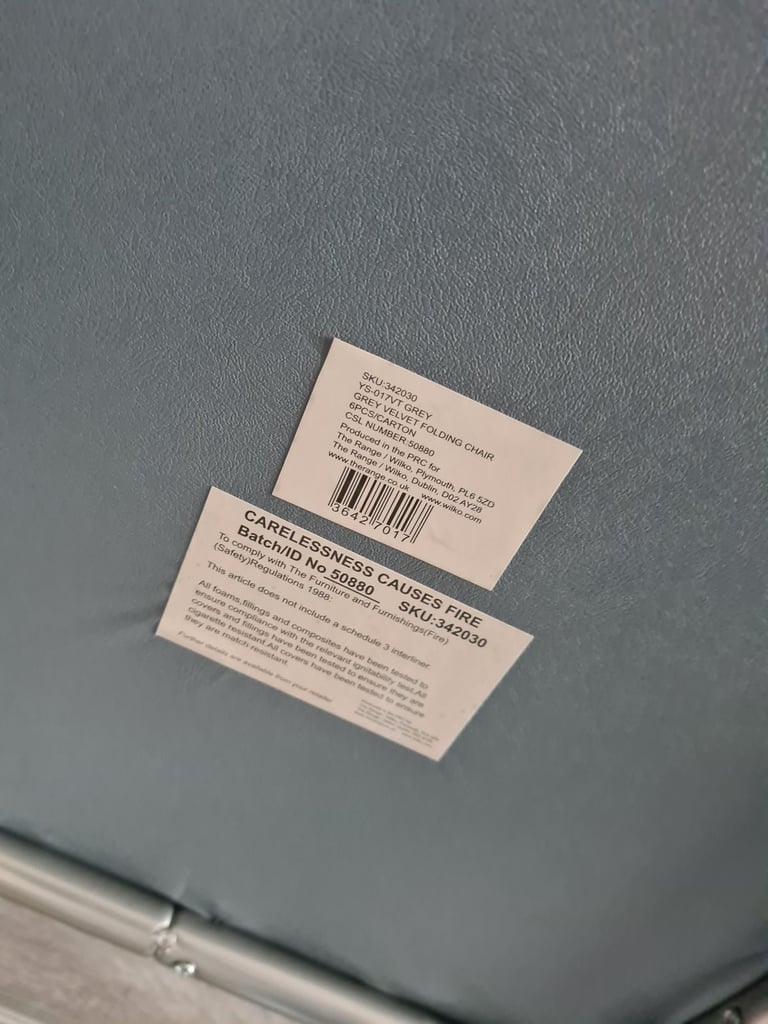 SKU:342030
YS-017VT GREY
GREY VELVET FOLDING CHAIR
6PCS/CARTON
CSL NUMBER:50880
Produced in the PRC for
The Range / Wilko, Plymouth, PL6 5ZD
The Range / Wilko, Dublin, D02 AY28
www.therange.co.uk www.wilko.com
36427017
CARELESSNESS CAUSES FIRE
Batch/ID No 50880 SKU:342030
To comply with The Furniture and Furnishings(Fire)
(Safety)Regulations 1988:
This article does not include a schedule 3 interliner
All foams,fillings and composites have been tested to
ensure compliance with the relevant ignitability test.All
covers and fillings have been tested to ensure they are
cigarette resistant.All covers have been tested to ensure
they are match resistant.
Further details are available from your retailer